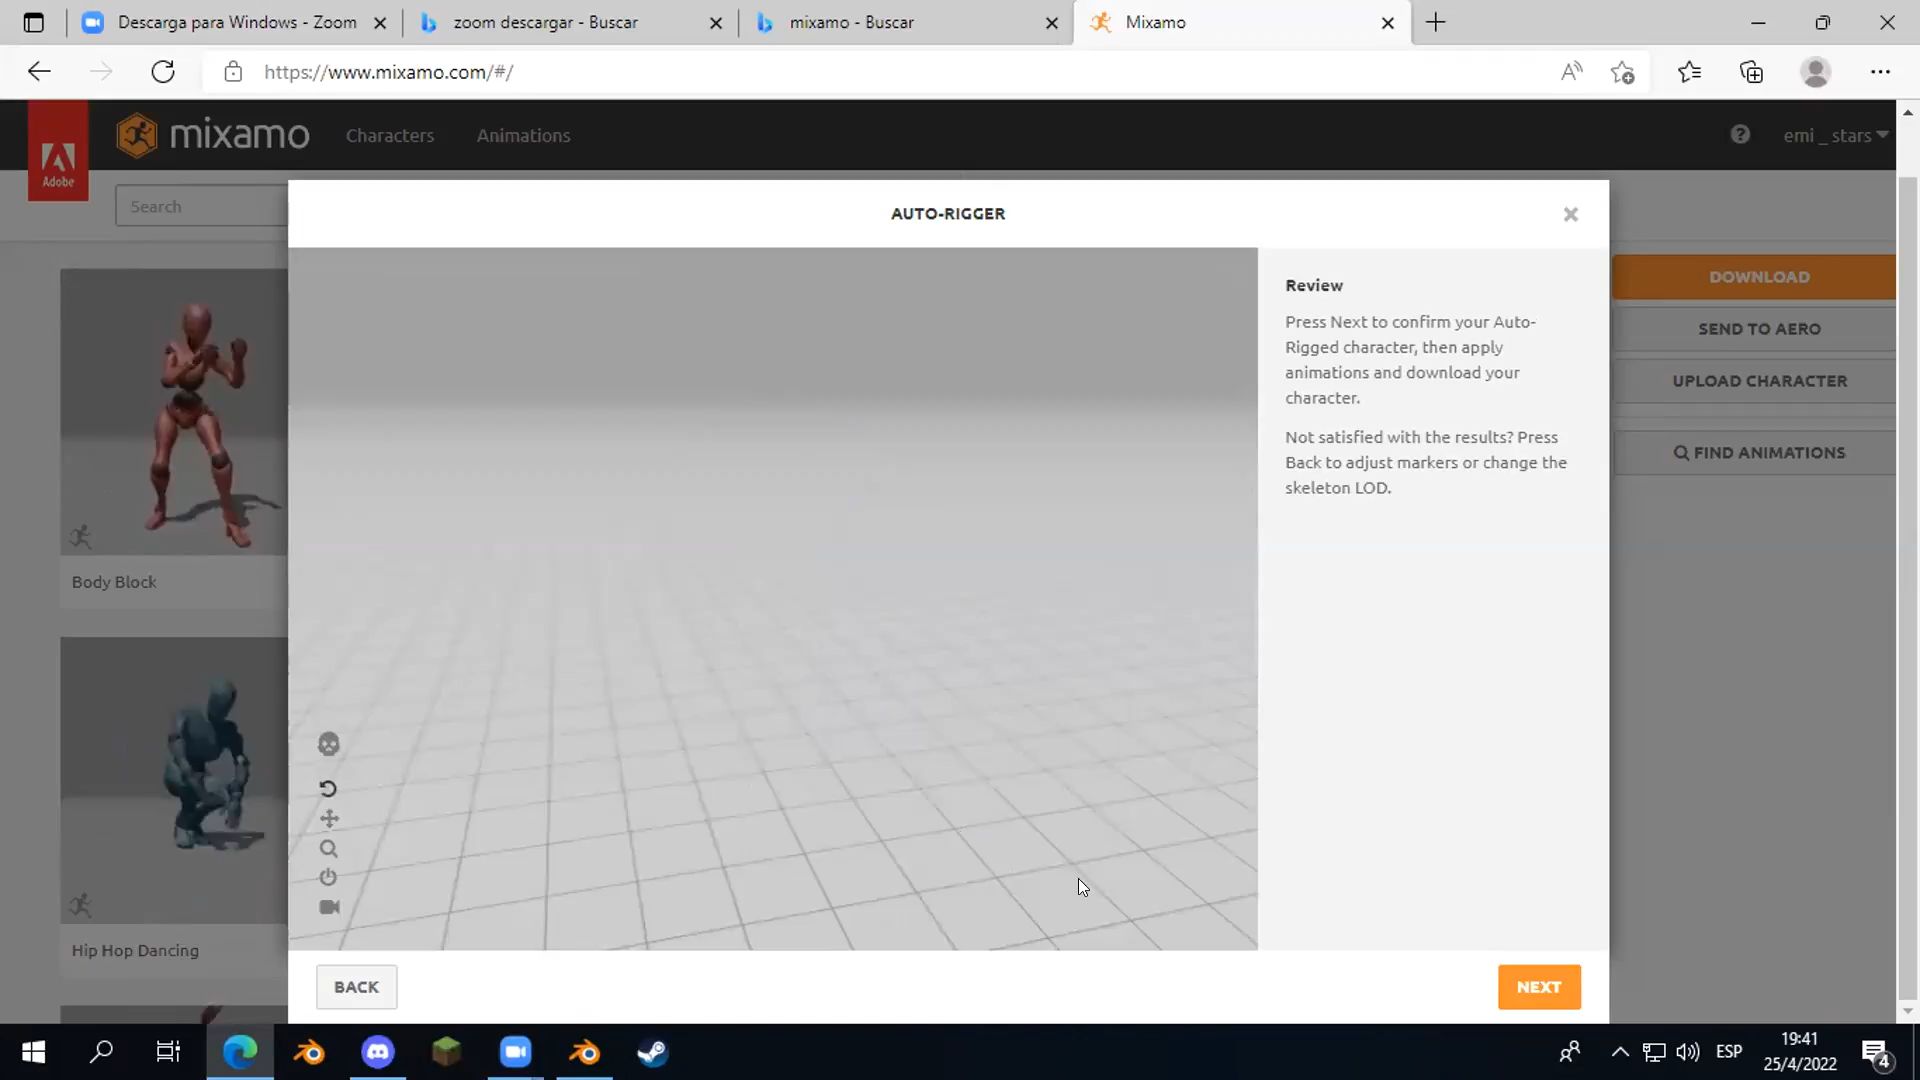 Descarga para Windows - Zoom
zoom descargar - Buscar
mixamo - Buscar
Mixamo
https://www.mixamo.com/#/
Adobe
mixamo
Characters
Animations
emi _ stars
Search
AUTO-RIGGER
Review
Press Next to confirm your Auto-
Rigged character, then apply
animations and download your
character.
Not satisfied with the results? Press
Back to adjust markers or change the
skeleton LOD.
DOWNLOAD
SEND TO AERO
UPLOAD CHARACTER
FIND ANIMATIONS
Body Block
Hip Hop Dancing
BACK
NEXT
ESP
19:41
25/4/2022
4